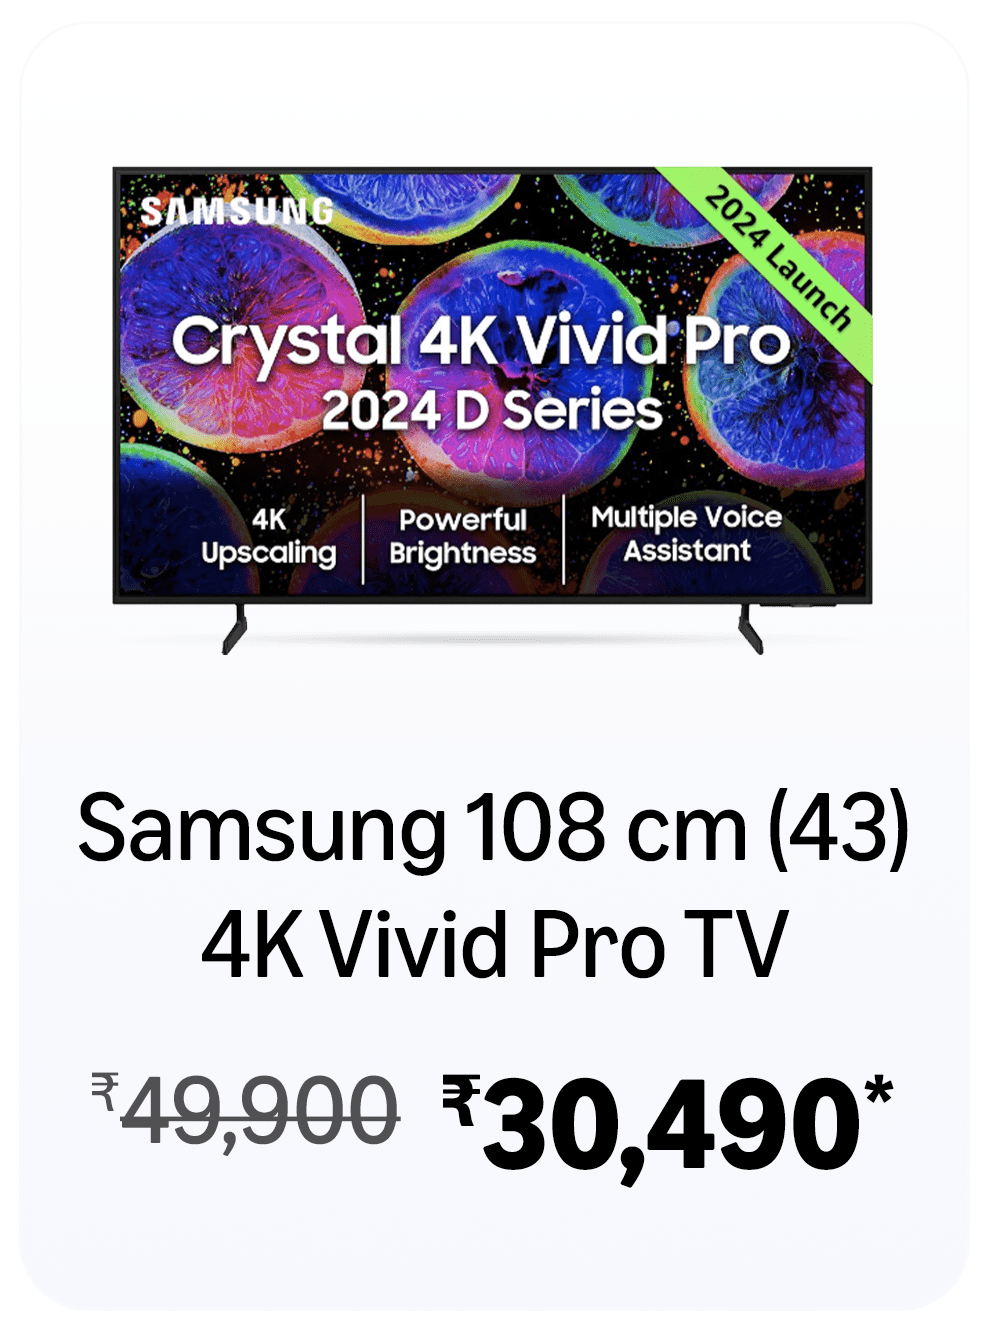 SAMSUNG
2024 Launch
Crystal 4K Vivid Pro
2024 D Series
4K
Upscaling
Powerful
Brightness
Multiple Voice
Assistant
Samsung 108 cm (43)
4K Vivid Pro TV
₹49,900 ₹30,490*